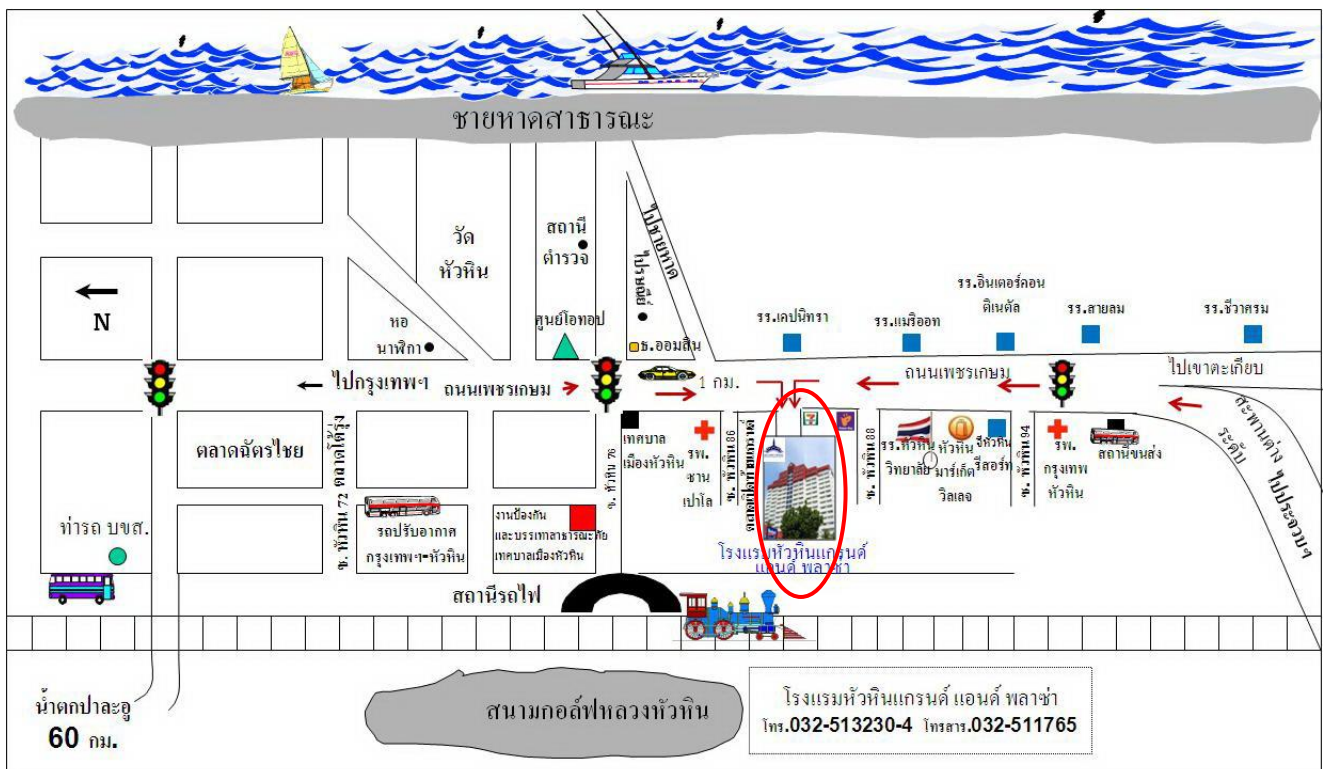 ชายหาดสาธารณะ
วัด
หัวหิน
สถานี
ตำรวจ
ไปชายหาด
ไปรษณีย์
N
หอ
นาฬิกา
ศูนย์โอทอป
ธ.ออมสิน
รร.เคปนิทรา
รร.แมริออท
รร.อินเตอร์คอน
ติเนตัล
รร.สายลม
รร.ชีวาศรม
ไปกรุงเทพฯ
ถนนเพชรเกษม
1 กม.
ถนนเพชรเกษม
ไปเขาตะเกียบ
ตลาดฉัตรไชย
ซ. หัวหิน 72 ตลาดโต้รุ่ง
ซ. หัวหิน 76
เทศบาล
เมืองหัวหิน
รพ.
ซาน
เปาโล
ซ. หัวหิน 86
7 ELEVEN
ซ. หัวหิน 88
รร.หัวหิน
วิทยาลัย
หัวหิน
มาร์เก็ต
วิลเลจ
รีสอร์ท
ซ. หัวหิน 94
รพ.
กรุงเทพ
หัวหิน
สถานีขนส่ง
สะพานต่าง
ระดับ
ไปประจวบฯ
ท่ารถ บขส.
รถปรับอากาศ
กรุงเทพฯ-หัวหิน
งานป้องกัน
และบรรเทาสาธารณะภัย
เทศบาลเมืองหัวหิน
โรงแรมหัวหินแกรนด์
แอนด์ พลาซ่า
สถานีรถไฟ
น้ำตกป่าละอู
60 กม.
สนามกอล์ฟหลวงหัวหิน
โรงแรมหัวหินแกรนด์ แอนด์ พลาซ่า
โทร.032-513230-4 โทรสาร.032-511765